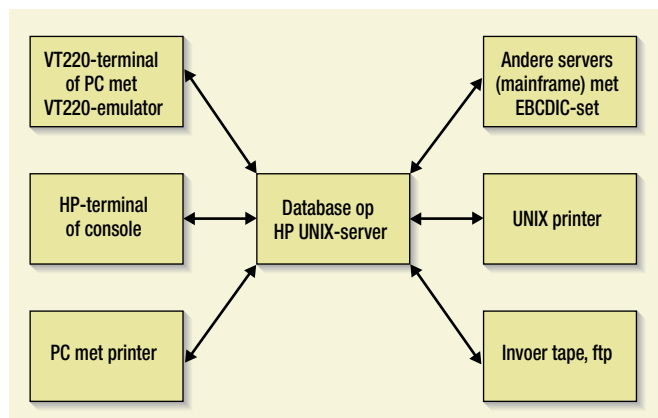 VT220-terminal
of PC met
VT220-emulator
Andere servers
(mainframe) met
EBCDIC-set
HP-terminal
of console
Database op
HP UNIX-server
UNIX printer
PC met printer
Invoer tape, ftp